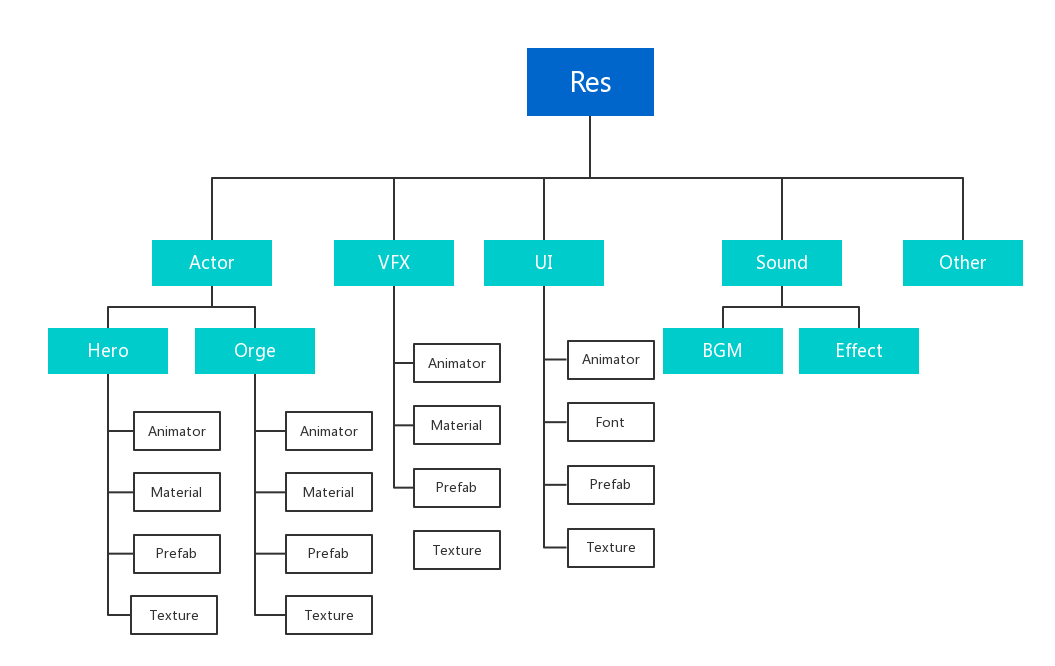 Res
Actor
VFX
UI
Sound
Other
Hero
Orge
BGM
Effect
Animator
Material
Prefab
Texture
Animator
Material
Prefab
Texture
Animator
Material
Prefab
Texture
Animator
Font
Prefab
Texture